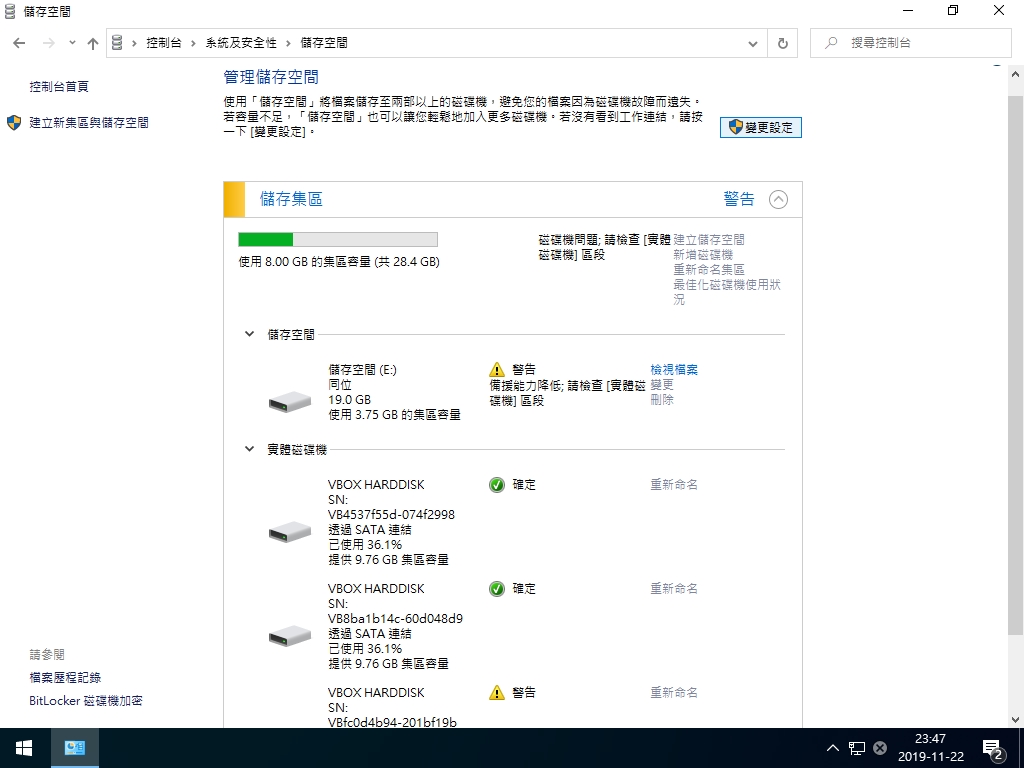 儲存空間
控制台
系統及安全性
儲存空間
搜尋控制台
控制台首頁
建立新集區與儲存空間
管理儲存空間
使用「儲存空間」將檔案儲存至兩部以上的磁碟機，避免您的檔案因為磁碟機故障而遺失。
若容量不足，「儲存空間」也可以讓您輕鬆地加入更多磁碟機。若沒有看到工作連結，請按
一下 [變更設定]。
變更設定
儲存集區
警告
使用 8.00 GB 的集區容量 (共 28.4 GB)
磁碟機問題; 請檢查 [實體
磁碟機] 區段
建立儲存空間
新增磁碟機
重新命名集區
最佳化磁碟機使用狀
況
儲存空間
儲存空間 (E:)
同位
19.0 GB
使用 3.75 GB 的集區容量
警告
備援能力降低; 請檢查 [實體磁
碟機] 區段
檢視檔案
變更
刪除
實體磁碟機
VBOX HARDDISK
SN:
VB4537f55d-074f2998
透過 SATA 連結
已使用 36.1%
提供 9.76 GB 集區容量
確定
重新命名
VBOX HARDDISK
SN:
VB8ba1b14c-60d048d9
透過 SATA 連結
已使用 36.1%
提供 9.76 GB 集區容量
確定
重新命名
VBOX HARDDISK
SN:
VBfc0d4b94-201bf19b
警告
重新命名
請參閱
檔案歷程記錄
BitLocker 磁碟機加密
23:47
2019-11-22
2